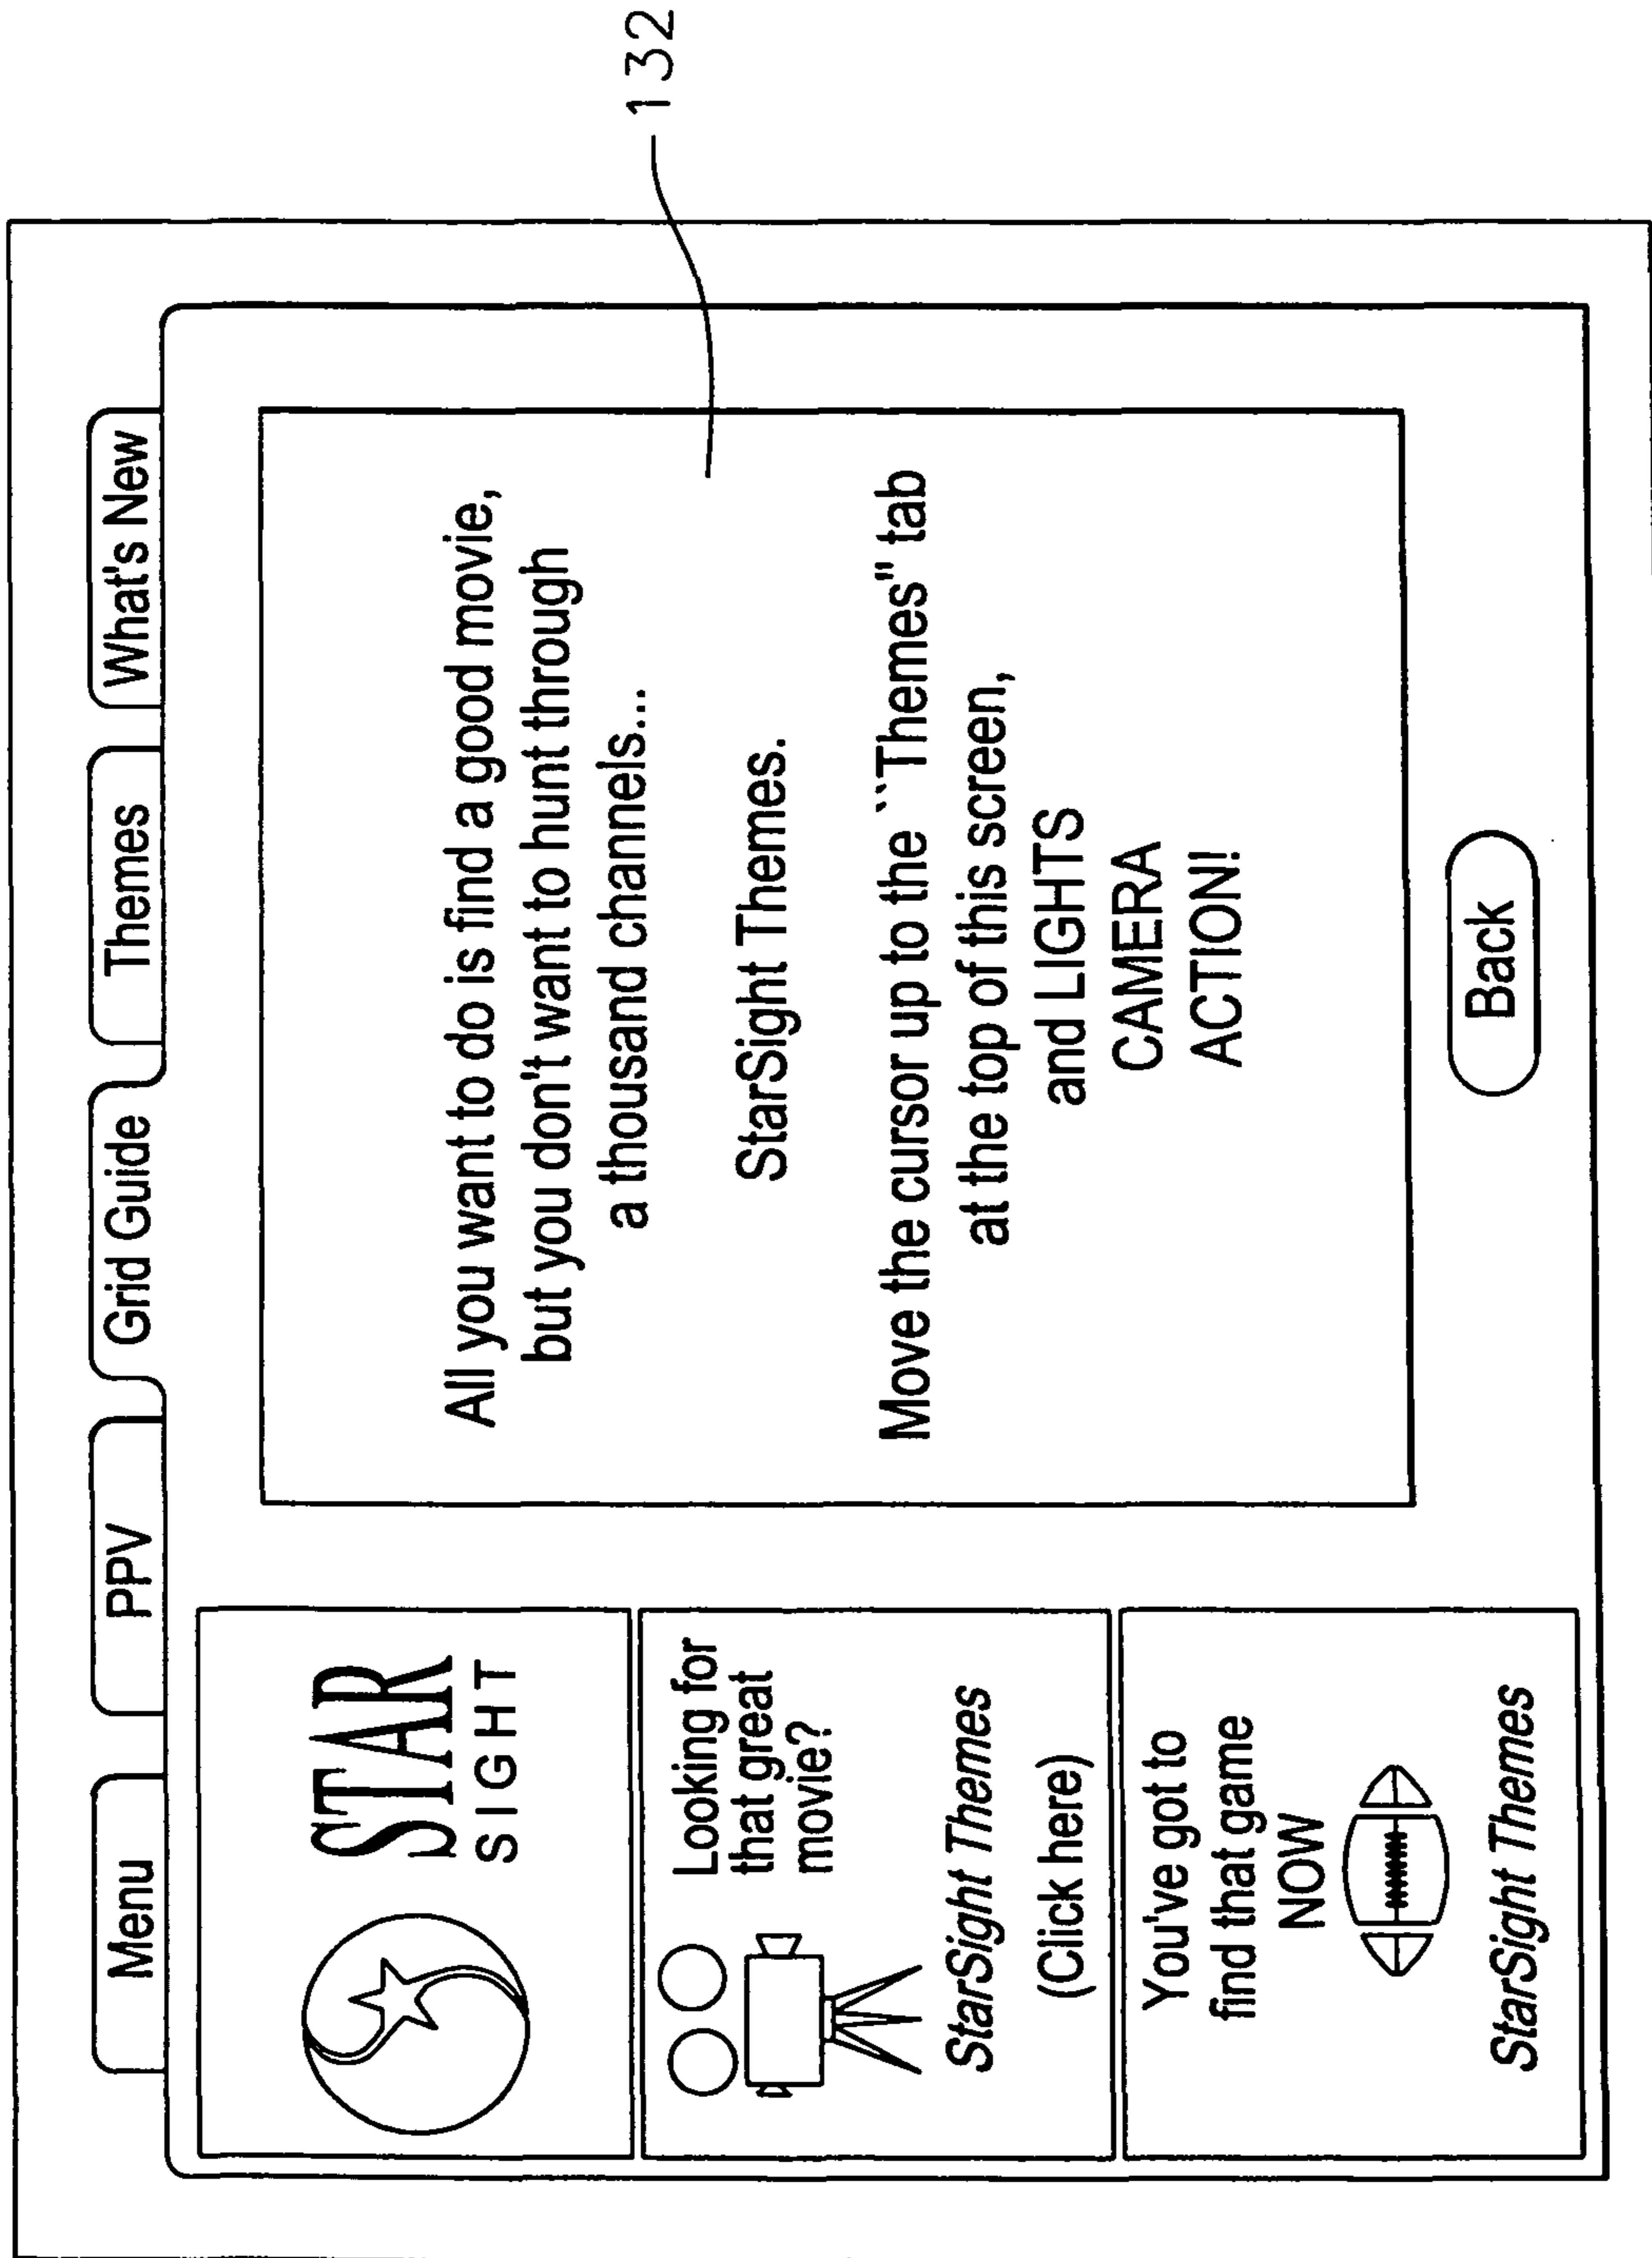 Menu
PPV
Grid Guide
Themes
What's New
STAR
SIGHT
Looking for
that great
movie?
StarSight Themes
(Click here)
You've got to
find that game
NOW
StarSight Themes
All you want to do is find a good movie,
but you don't want to hunt through
a thousand channels...
StarSight Themes.
Move the cursor up to the ``Themes" tab
at the top of this screen,
and LIGHTS
CAMERA
ACTION!
Back
132